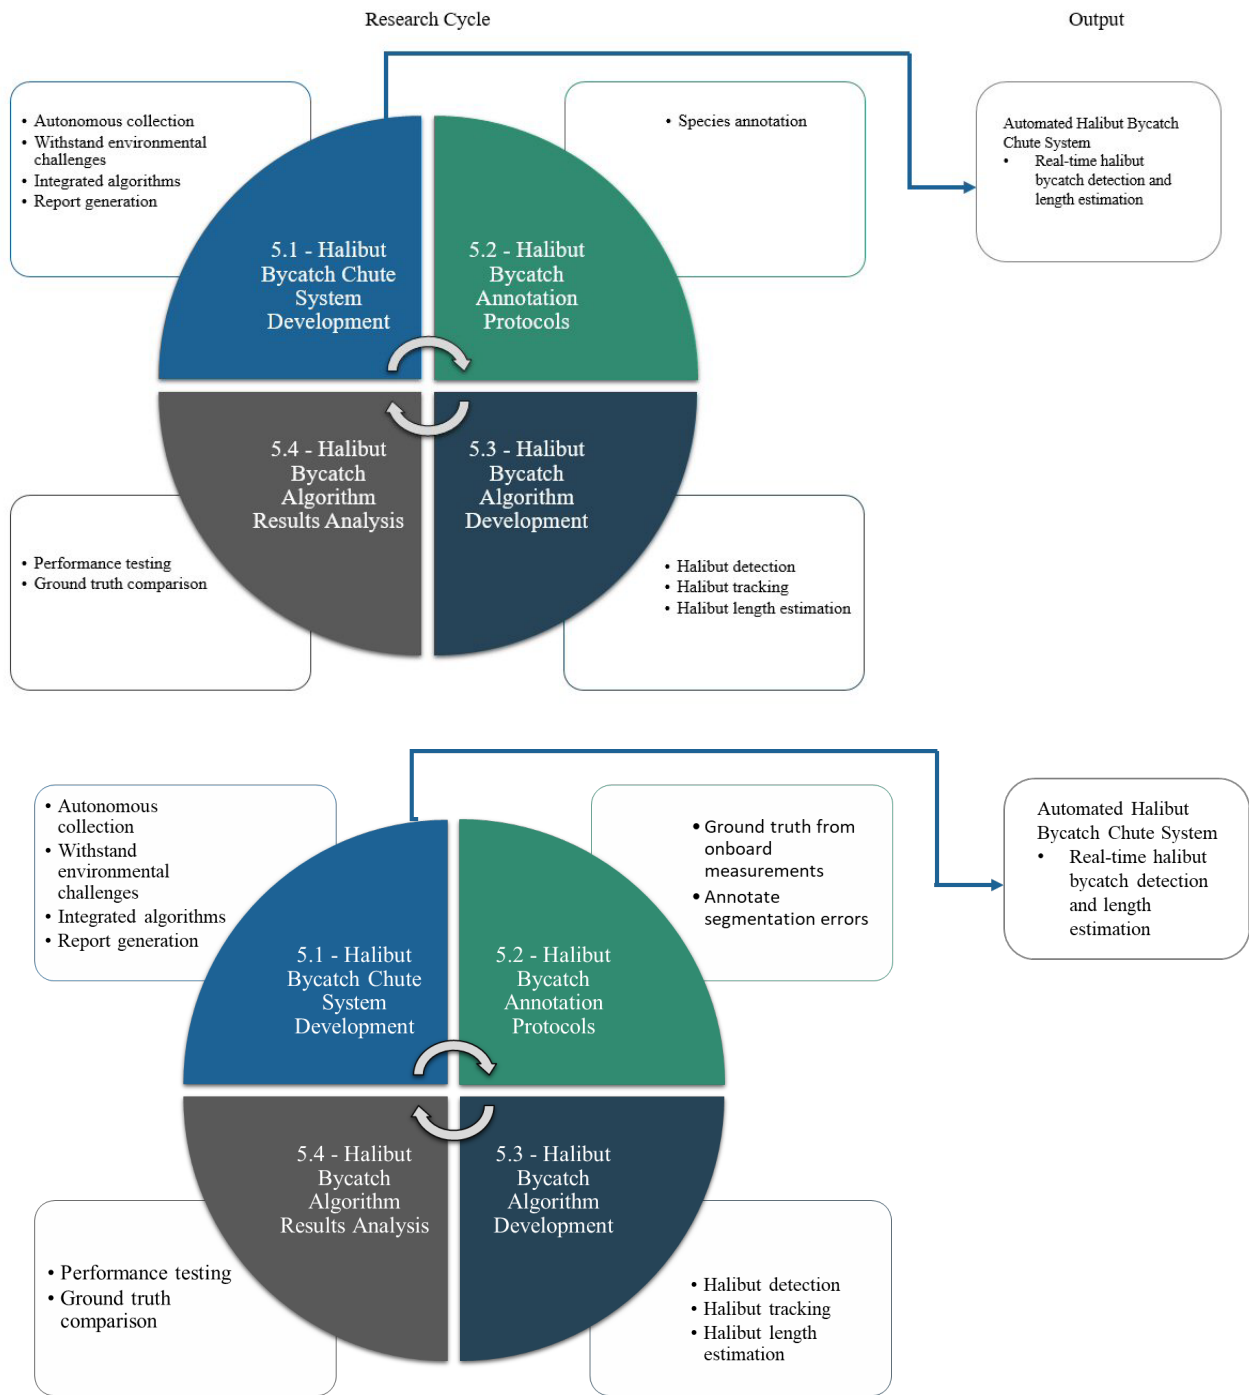 Research Cycle
Output
• Autonomous collection
• Withstand environmental
challenges
• Integrated algorithms
• Report generation
• Species annotation
Automated Halibut Bycatch
Chute System
• Real-time halibut
bycatch detection and
length estimation
5.1 - Halibut
Bycatch Chute
System
Development
5.2 - Halibut
Bycatch
Annotation
Protocols
5.4 - Halibut
Bycatch
Algorithm
Results Analysis
5.3 - Halibut
Bycatch
Algorithm
Development
• Performance testing
• Ground truth comparison
• Halibut detection
• Halibut tracking
• Halibut length estimation
• Autonomous
collection
• Withstand
environmental
challenges
• Integrated algorithms
• Report generation
• Ground truth from
onboard
measurements
• Annotate
segmentation errors
Automated Halibut
Bycatch Chute System
• Real-time halibut
bycatch detection
and length
estimation
5.1 - Halibut
Bycatch Chute
System
Development
5.2 - Halibut
Bycatch
Annotation
Protocols
5.4 - Halibut
Bycatch
Algorithm
Results Analysis
5.3 - Halibut
Bycatch
Algorithm
Development
• Performance testing
• Ground truth
comparison
• Halibut detection
• Halibut tracking
• Halibut length
estimation